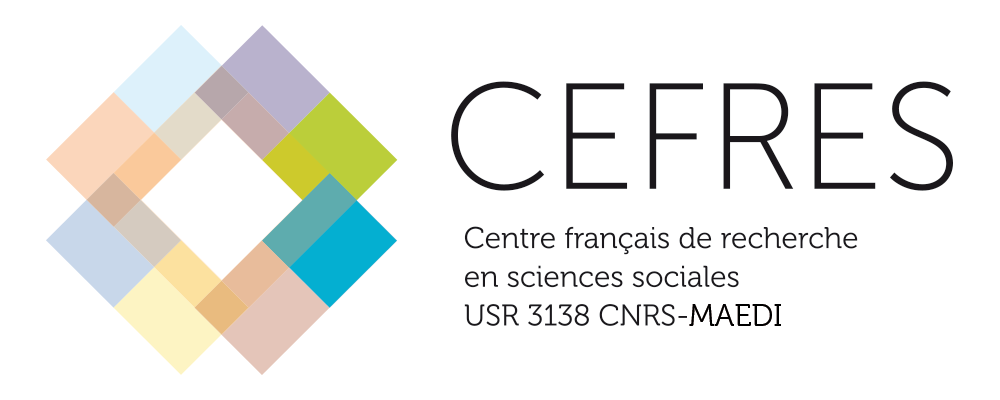 CEFRES
Centre français de recherche
en sciences sociales
USR 3138 CNRS-MAEDI